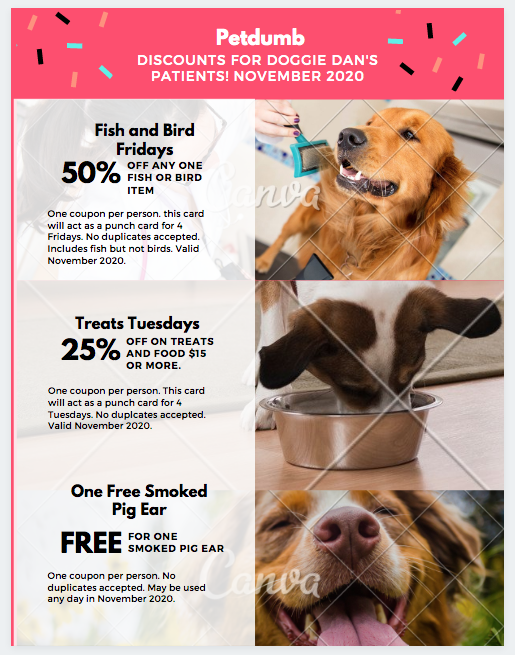 Petdumb
DISCOUNTS FOR DOGGIE DAN'S
PATIENTS! NOVEMBER 2020
Fish and Bird
Fridays
50% OFF ANY ONE
FISH OR BIRD
ITEM
One coupon per person. this card
will act as a punch card for 4
Fridays. No duplicates accepted.
Includes fish but not birds. Valid
November 2020.
Canva
Treats Tuesdays
25% OFF ON TREATS
AND FOOD $15
OR MORE.
One coupon per person. This card
will act as a punch card for 4
Tuesdays. No duplcates accepted.
Valid November 2020.
One Free Smoked
Pig Ear
FREE FOR ONE
SMOKED PIG EAR
One coupon per person. No
duplicates accepted. May be used
any day in November 2020.
Canva